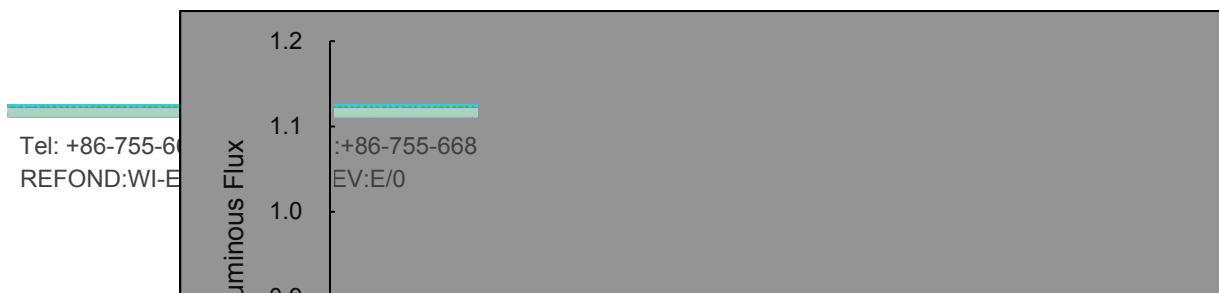 1.2
1.1
Tel: +86-755-66 :+86-755-668
REFOND:WI-E EV:E/0
1.0
uminous Flux